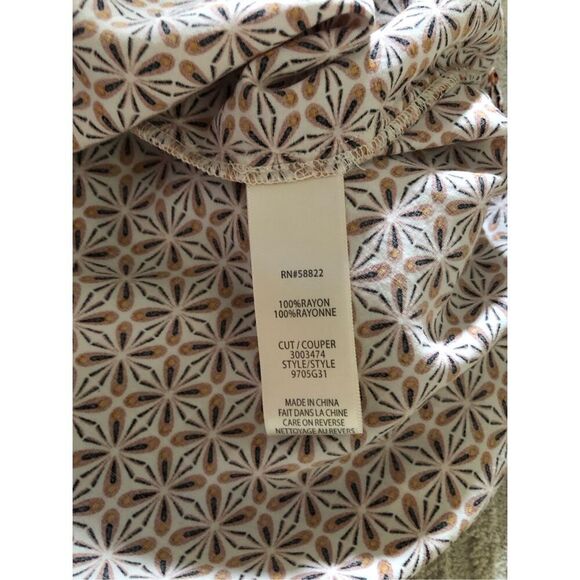 RN#58822
100%RAYON
100%RAYONNE
CUT / COUPER
3003474
STYLE/STYLE
9705G31
MADE IN CHINA
FAIT DANS LA CHINE
CARE ON REVERSE
NETTOYAGE AU REVERS